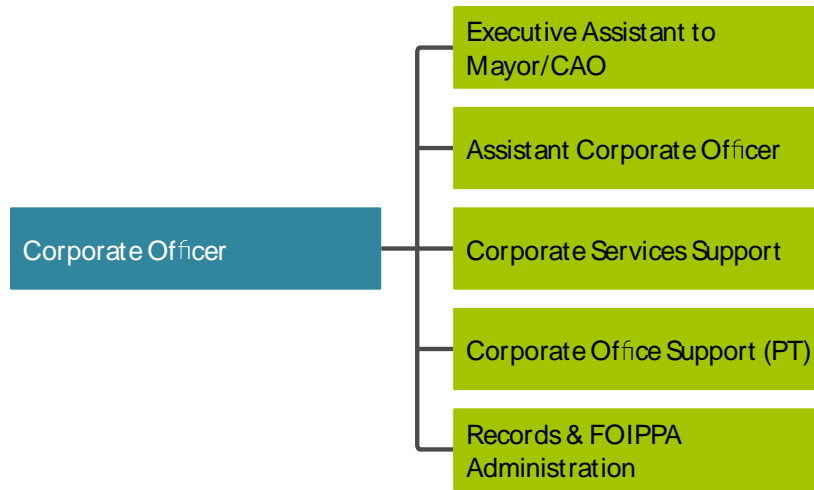 Executive Assistant to
Mayor/CAO
Assistant Corporate Officer
Corporate Officer
Corporate Services Support
Corporate Office Support (PT)
Records & FOIPPA
Administration